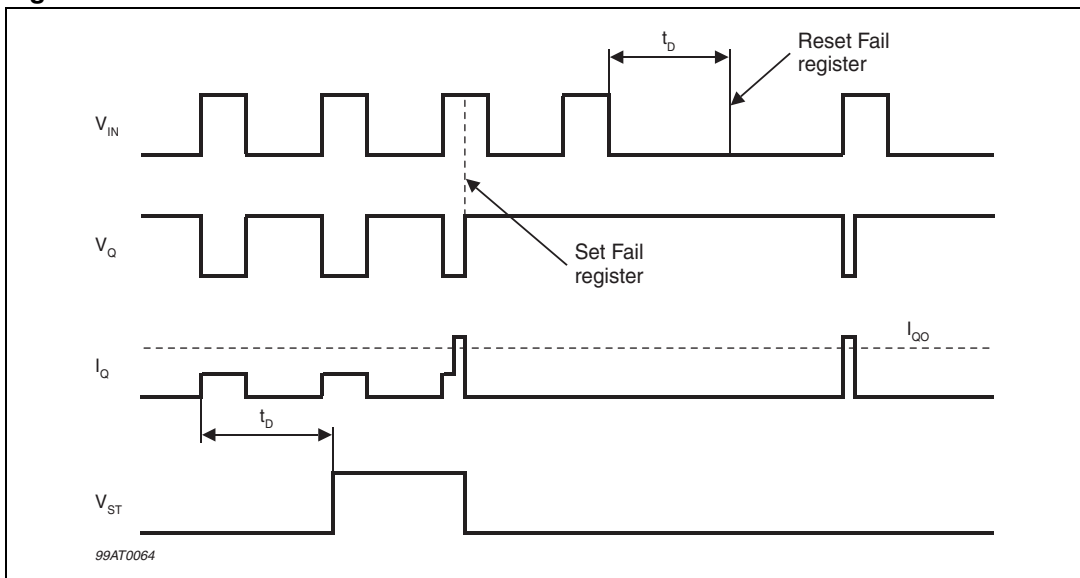 t_D
Reset Fail
register
V_IN
V_Q
Set Fail
register
I_QO
I_Q
t_D
V_ST
99AT0064